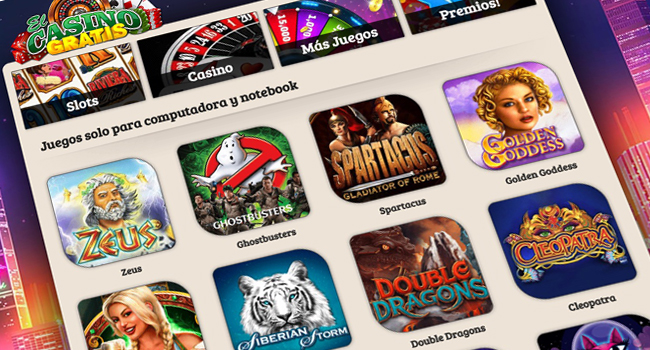 El
CASINO
GRATIS
Slots
Casino
Más Juegos
Premios!
15,000
Juegos solo para computadora y notebook
ZEUS
Zeus
GHOSTBUSTERS
Ghostbusters
SPARTACUS
GLADIATOR OF ROME
Spartacus
GOLDEN
GODDESS
Golden Goddess
SIBERIAN STORM
DOUBLE
DRAGONS
Double Dragons
CLEOPATRA
Cleopatra